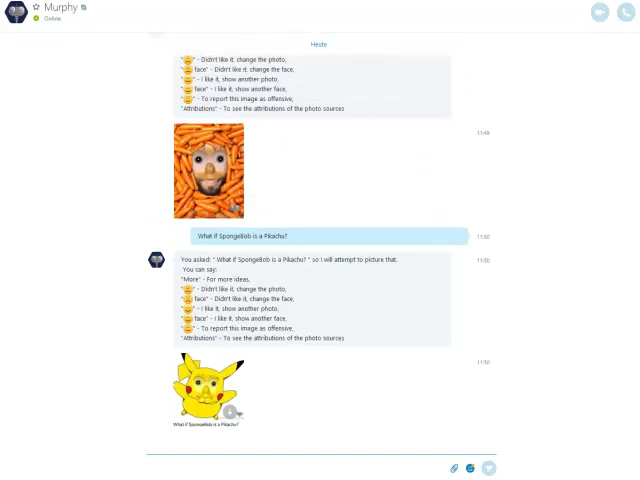 Murphy
Online
Heute
"😟" - Didn't like it, change the photo,
"😟 face" - Didn't like it, change the face,
"😀" - I like it, show another photo,
"😀 face" - I like it, show another face,
"😠" - To report this image as offensive,
"Attributions" - To see the attributions of the photo sources
11:49
What if SpongeBob is a Pikachu?
11:50
You asked: " What if SpongeBob is a Pikachu? " so I will attempt to picture that.
11:50
You can say:
"More" - For more ideas,
"😟" - Didn't like it, change the photo,
"😟 face" - Didn't like it, change the face,
"😀" - I like it, show another photo,
"😀 face" - I like it, show another face,
"😠" - To report this image as offensive,
"Attributions" - To see the attributions of the photo sources
11:50
What if SpongeBob is a Pikachu?